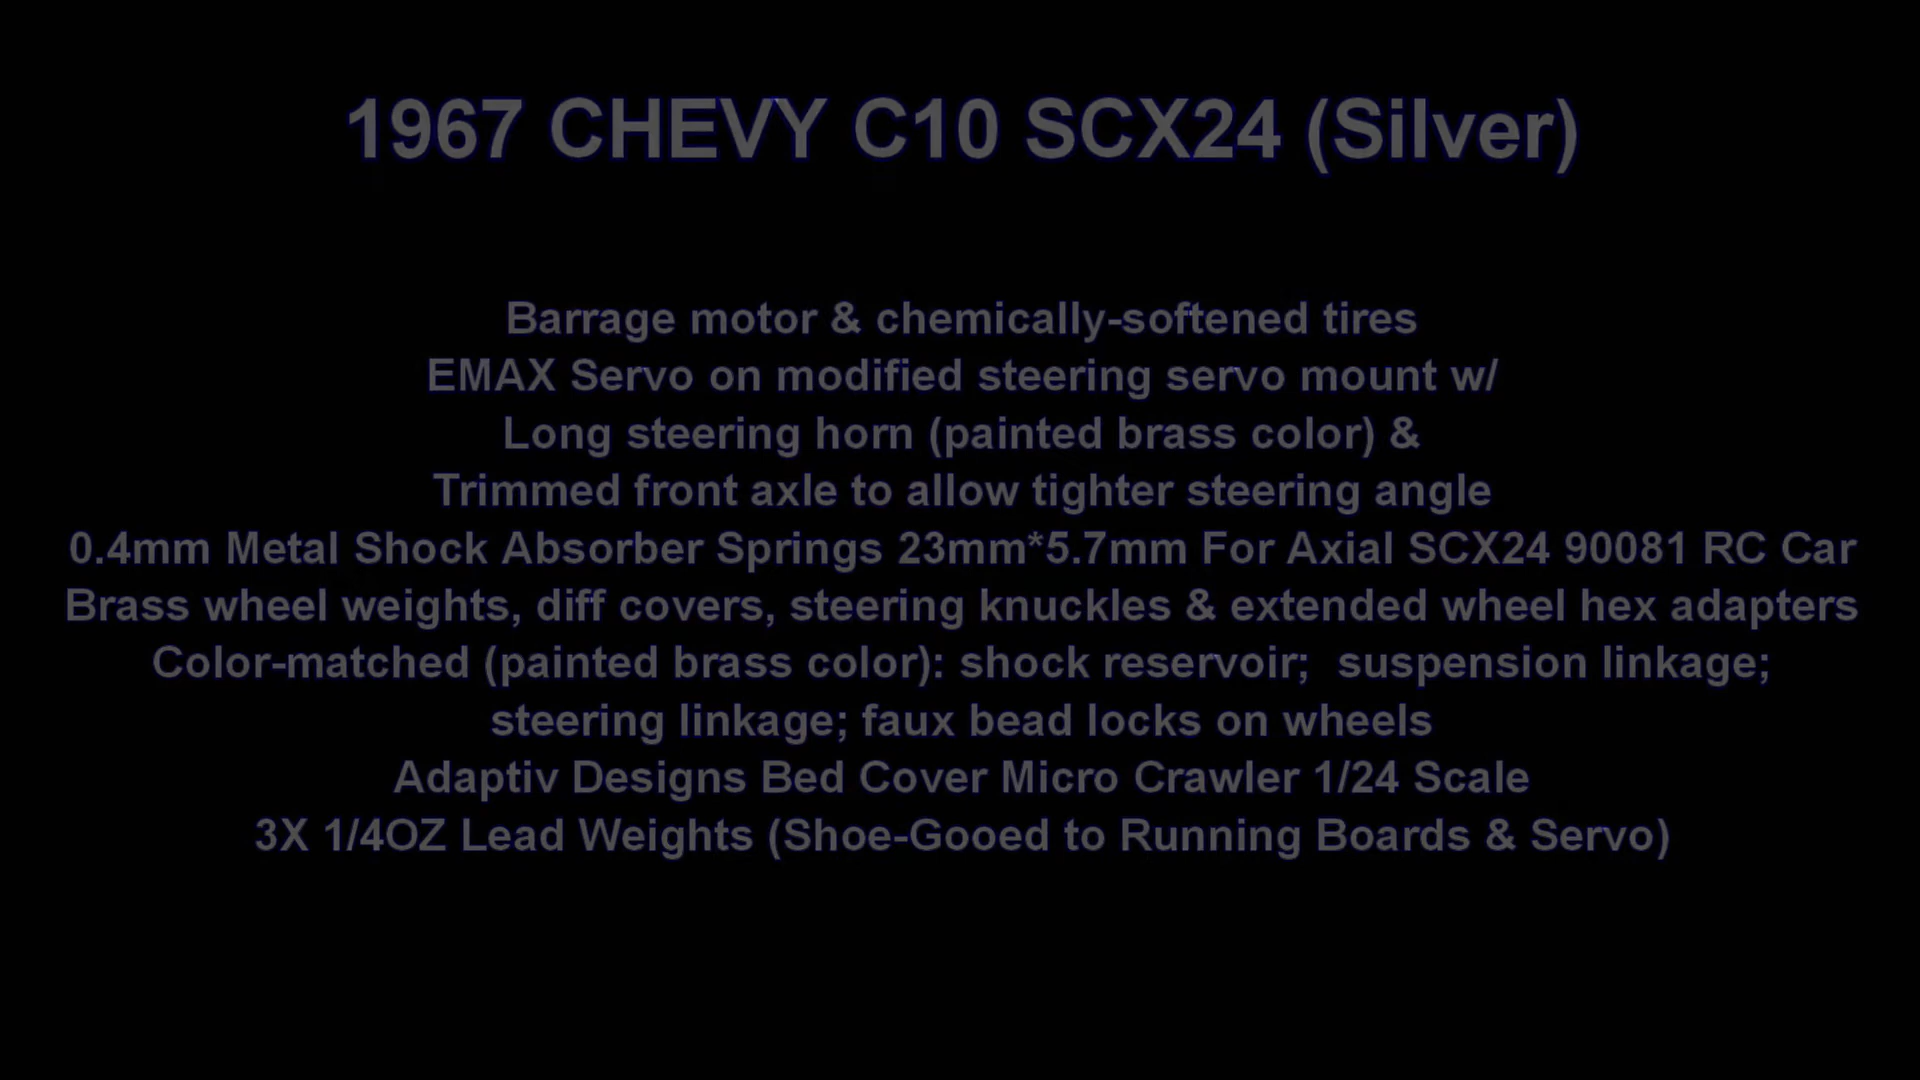 1967 CHEVY C10 SCX24 (Silver)
Barrage motor & chemically-softened tires
EMAX Servo on modified steering servo mount w/
Long steering horn (painted brass color) &
Trimmed front axle to allow tighter steering angle
0.4mm Metal Shock Absorber Springs 23mm*5.7mm For Axial SCX24 90081 RC Car
Brass wheel weights, diff covers, steering knuckles & extended wheel hex adapters
Color-matched (painted brass color): shock reservoir;  suspension linkage;
steering linkage; faux bead locks on wheels
Adaptiv Designs Bed Cover Micro Crawler 1/24 Scale
3X 1/4OZ Lead Weights (Shoe-Gooed to Running Boards & Servo)